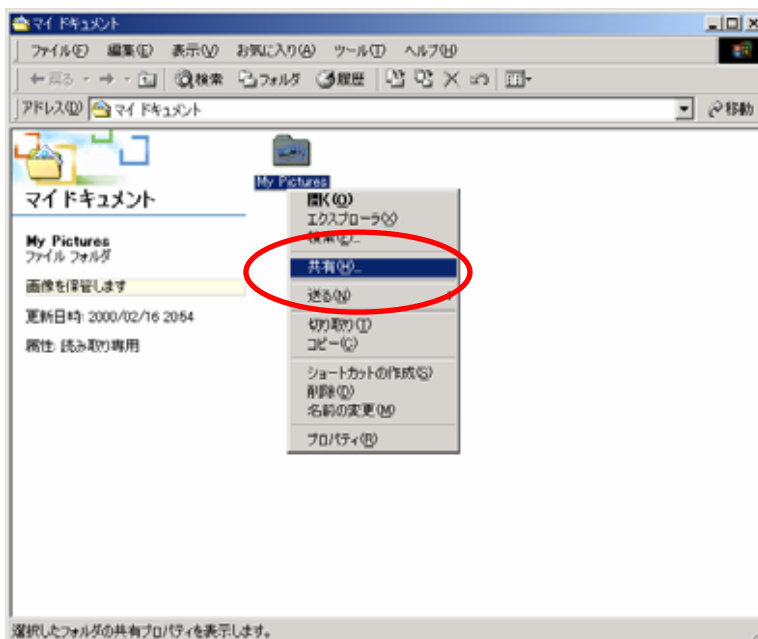 マイ ドキュメント
ファイル(F) 編集(E) 表示(V) お気に入り(A) ツール(T) ヘルプ(H)
戻る 検索 フォルダ 履歴
アドレス(D) マイ ドキュメント 移動
My Pictures
マイ ドキュメント
My Pictures
ファイル フォルダ
画像を保管します
更新日時: 2000/02/16 20:54
属性: 読み取り専用
開く(O)
エクスプローラ(X)
検索(E)...
共有(H)...
送る(N)
切り取り(T)
コピー(C)
ショートカットの作成(S)
削除(D)
名前の変更(M)
プロパティ(R)
選択したフォルダの共有プロパティを表示します。